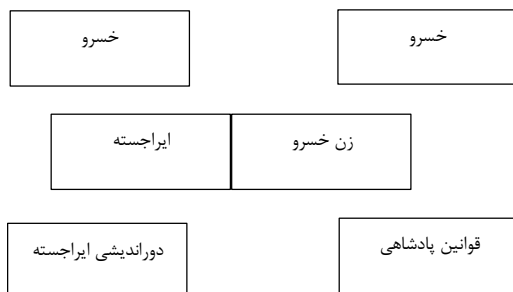 خسرو
خسرو
زن خسرو
ایراجسته
قوانین پادشاهی
دوراندیشی ایراجسته